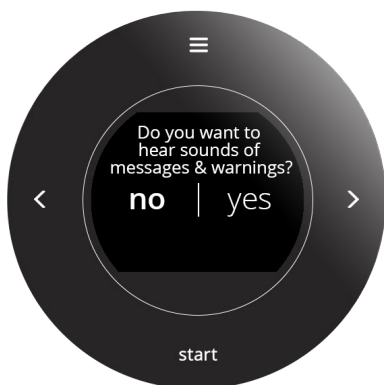 Do you want to
hear sounds of
messages & warnings?
no | yes
start